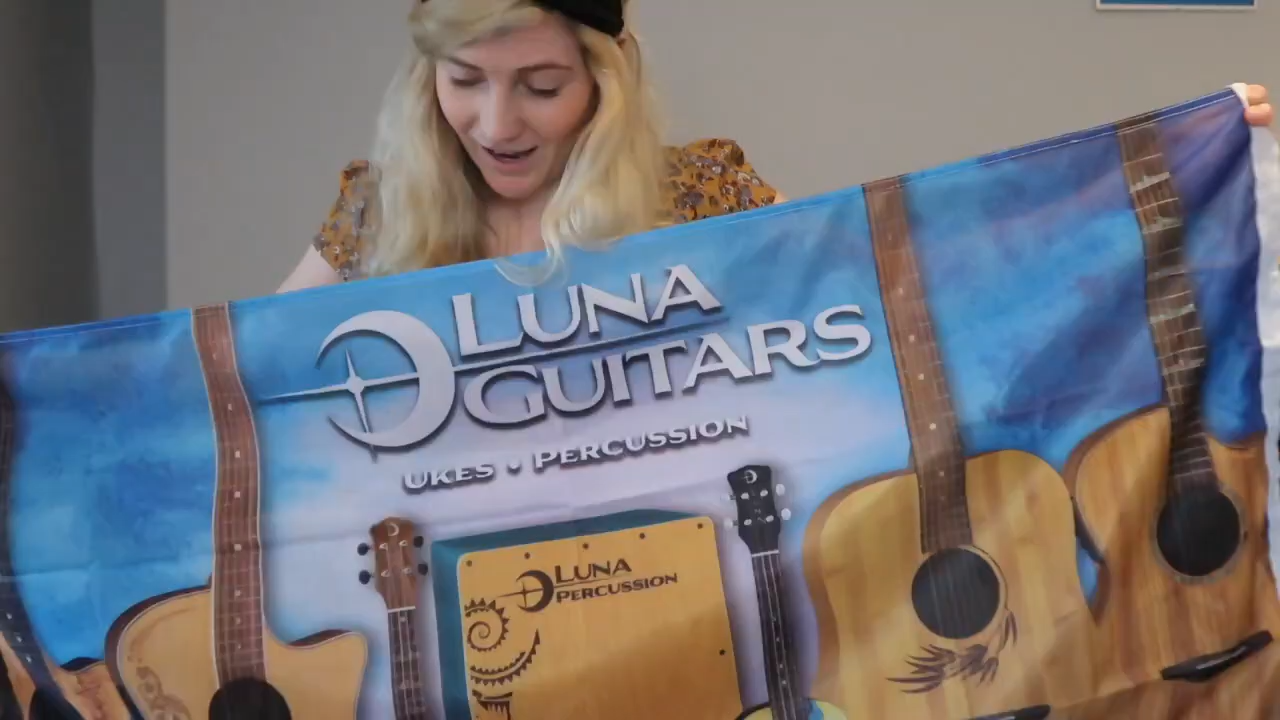 LUNA
GUITARS
UKES • PERCUSSION
LUNA
PERCUSSION